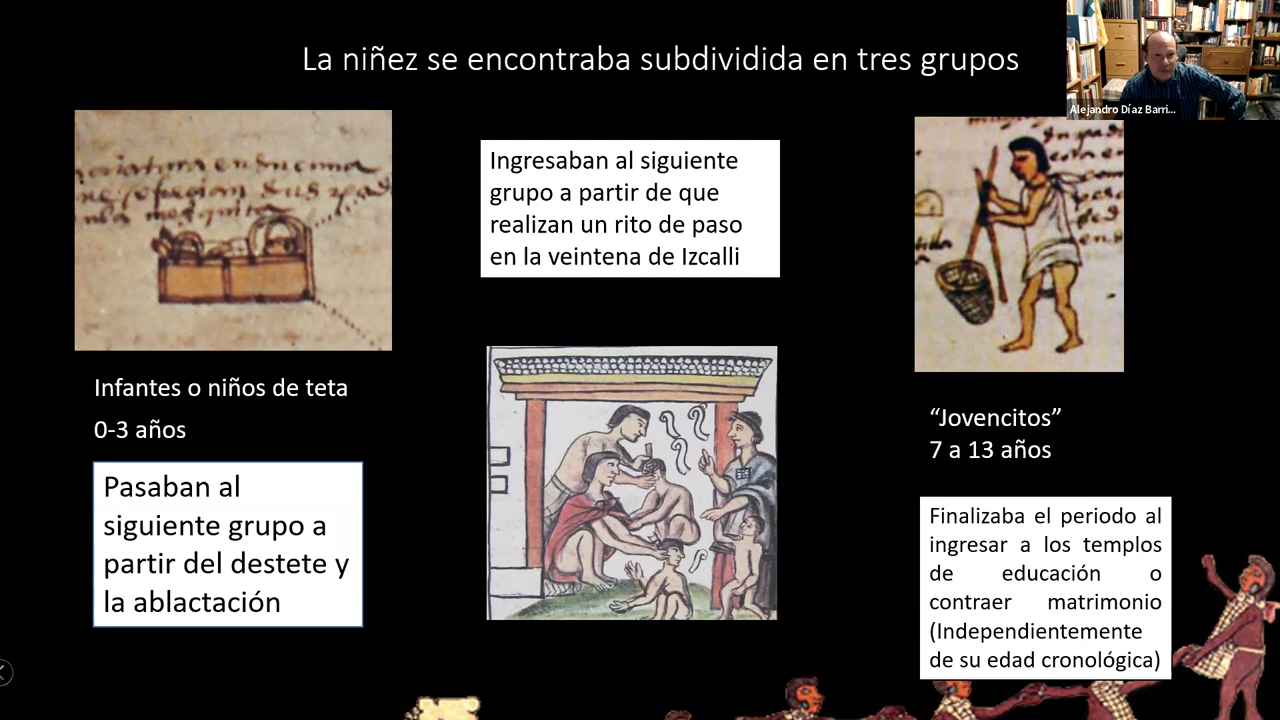 La niñez se encontraba subdividida en tres grupos
Alejandro Díaz Barri...
Ingresaban al siguiente
grupo a partir de que
realizan un rito de paso
en la veintena de Izcalli
Infantes o niños de teta
0-3 años
Pasaban al
siguiente grupo a
partir del destete y
la ablactación
“Jovencitos”
7 a 13 años
Finalizaba el periodo al
ingresar a los templos
de educación o
contraer matrimonio
(Independientemente
de su edad cronológica)